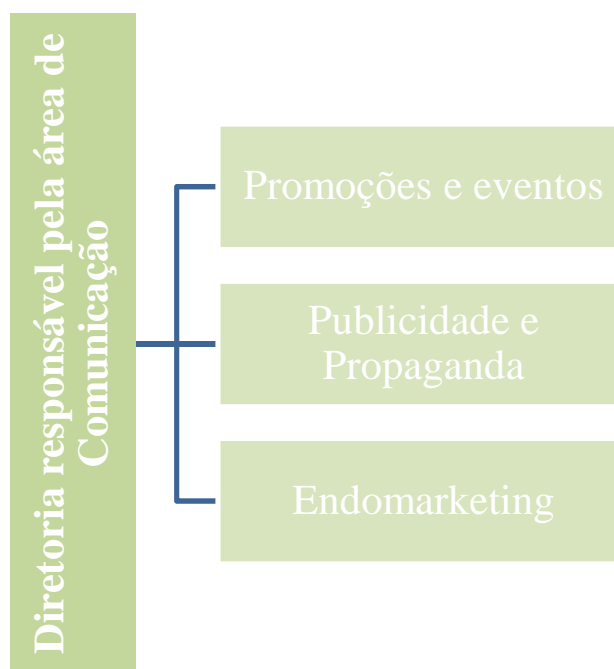 Diretoria responsável pela área de
Comunicação
Promoções e eventos
Publicidade e
Propaganda
Endomarketing